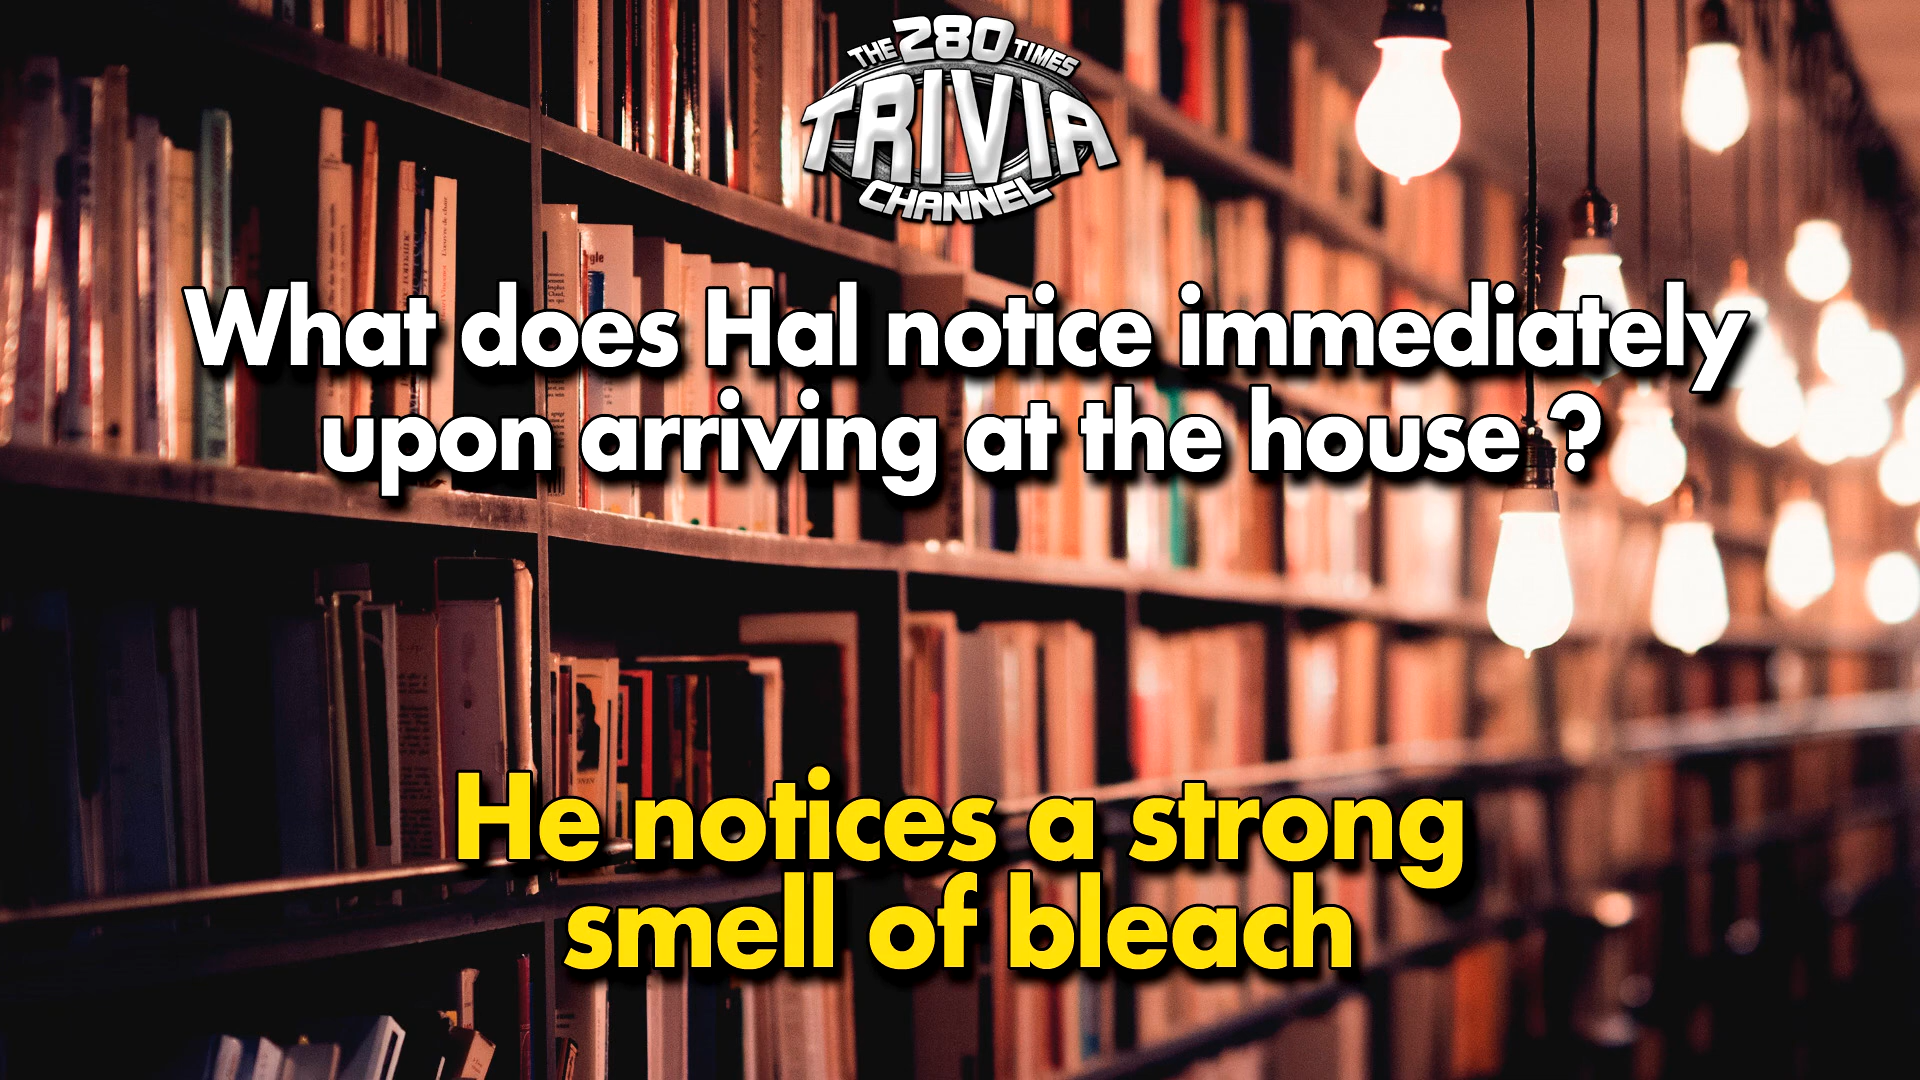 THE 280 TIMES
TRIVIA
CHANNEL
What does Hal notice immediately
upon arriving at the house ?
He notices a strong
smell of bleach